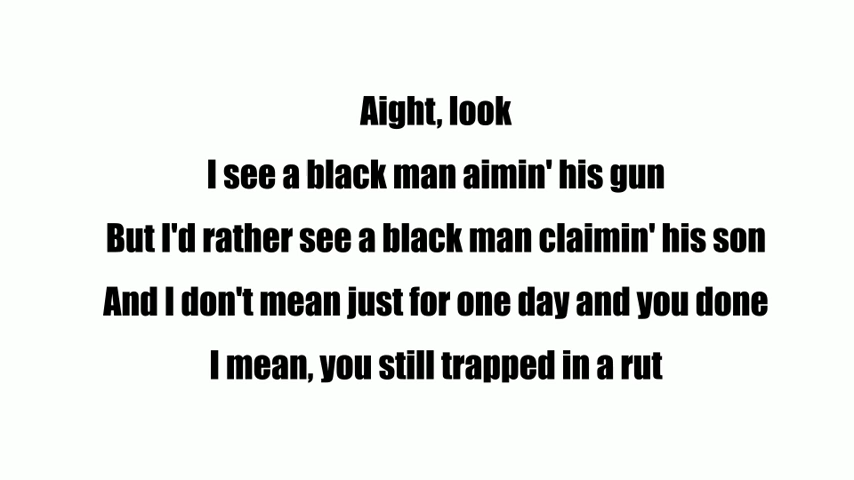 Aight, look
I see a black man aimin' his gun
But I'd rather see a black man claimin' his son
And I don't mean just for one day and you done
I mean, you still trapped in a rut